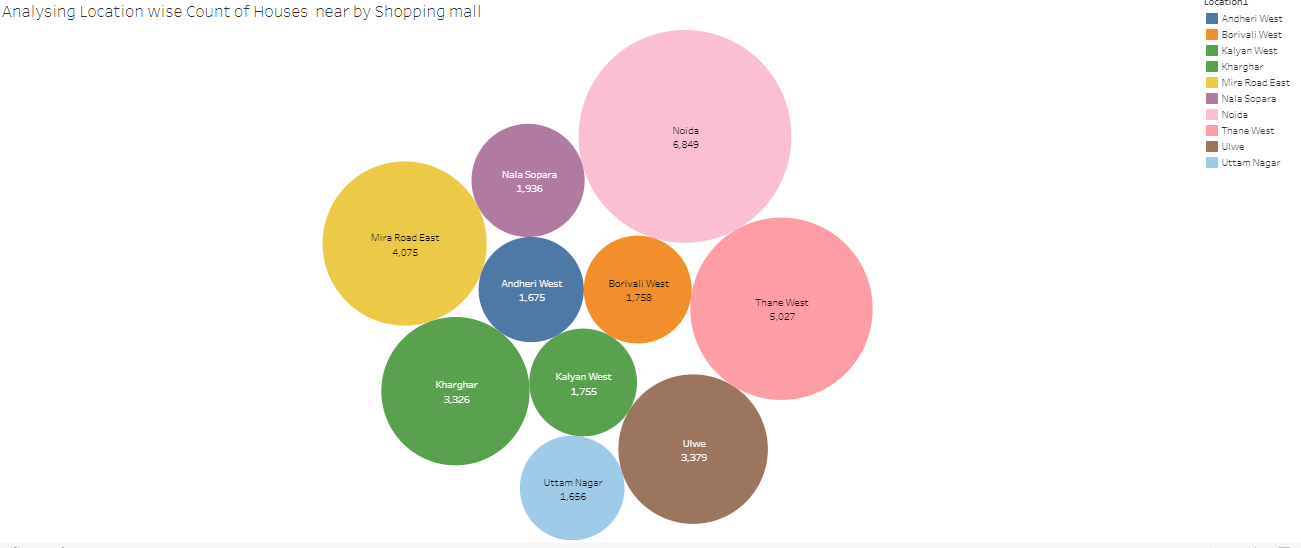 Analysing Location wise Count of Houses near by Shopping mall
Location1
Andheri West
Borivali West
Kalyan West
Kharghar
Mira Road East
Nala Sopara
Noida
Thane West
Ulwe
Uttam Nagar
Noida
6,849
Nala Sopara
1,936
Mira Road East
4,075
Andheri West
1,675
Borivali West
1,758
Thane West
5,027
Kharghar
3,326
Kalyan West
1,755
Ulwe
3,379
Uttam Nagar
1,656